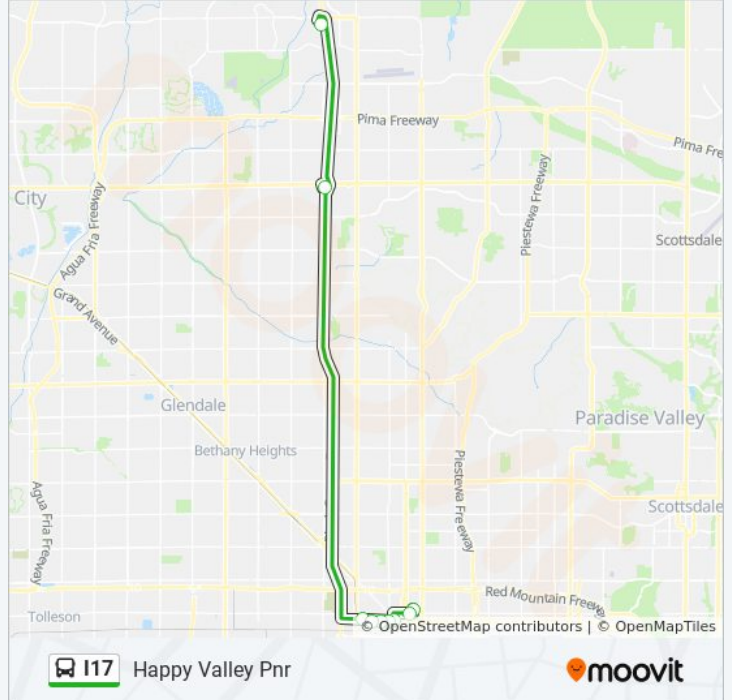 Pima Freeway
Pima Fre
City
Agua Fria Freeway
Piestewa Freeway
Scottsdale
Grand Avenue
Glendale
Paradise Valley
Bethany Heights
Piestewa Freeway
Agua Fria Freeway
Scottsdale
Red Mountain Freew
Tolleson
© OpenStreetMap contributors | © OpenMapTiles
I17 Happy Valley Pnr
moovit